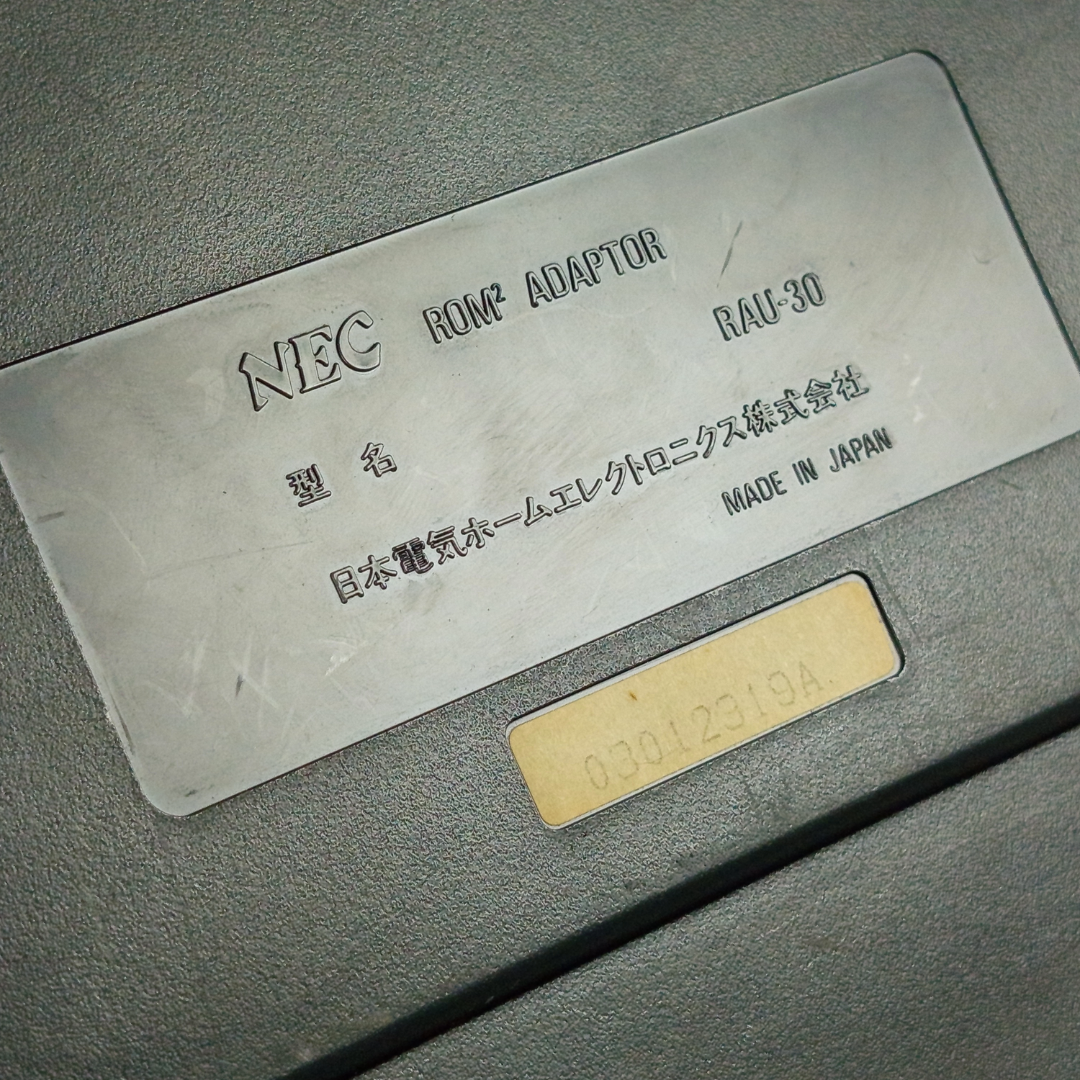 NEC ROM² ADAPTOR
型 名 RAU-30
日本電気ホームエレクトロニクス株式会社
MADE IN JAPAN
03012319A